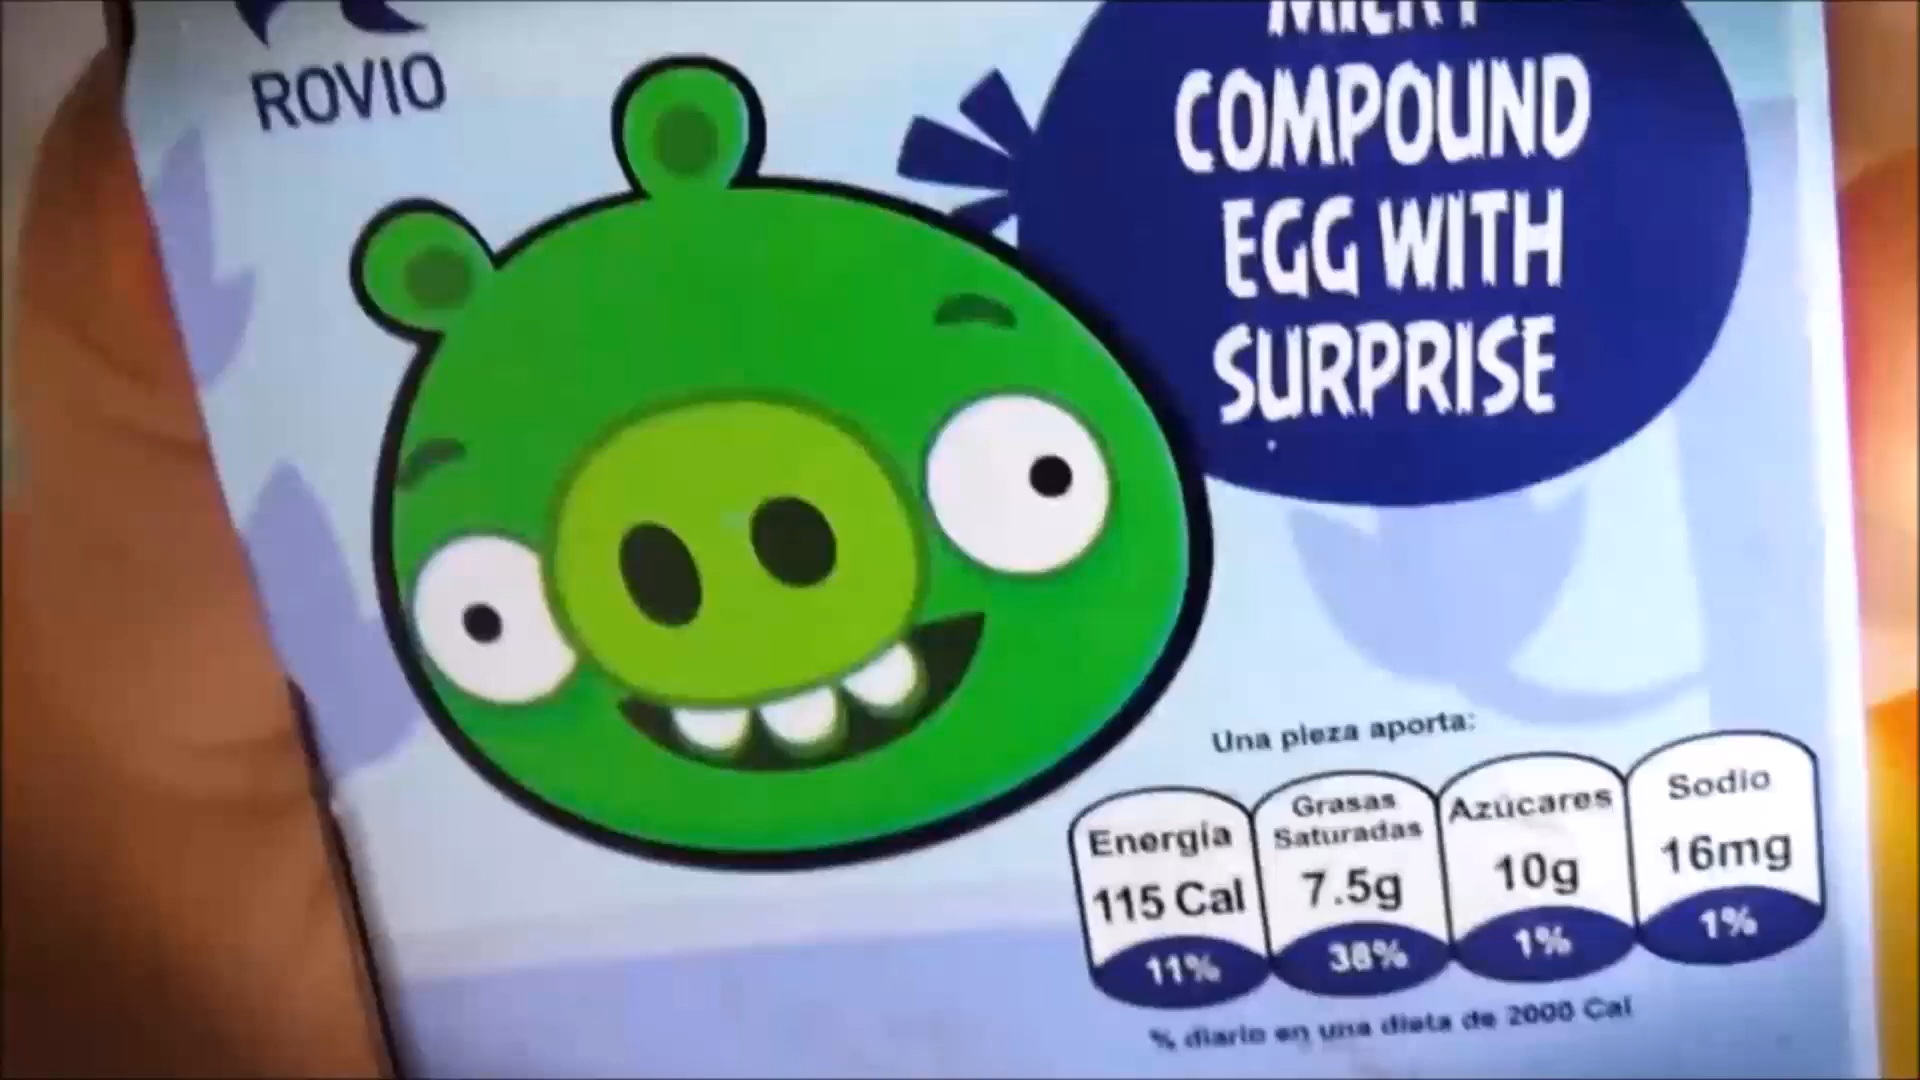 ROVIO
MILKY
COMPOUND
EGG WITH
SURPRISE
Una pieza aporta:
Energía
115 Cal
11%
Grasas
Saturadas
7.5g
38%
Azúcares
10g
1%
Sodio
16mg
1%
% diario en una dieta de 2000 Cal